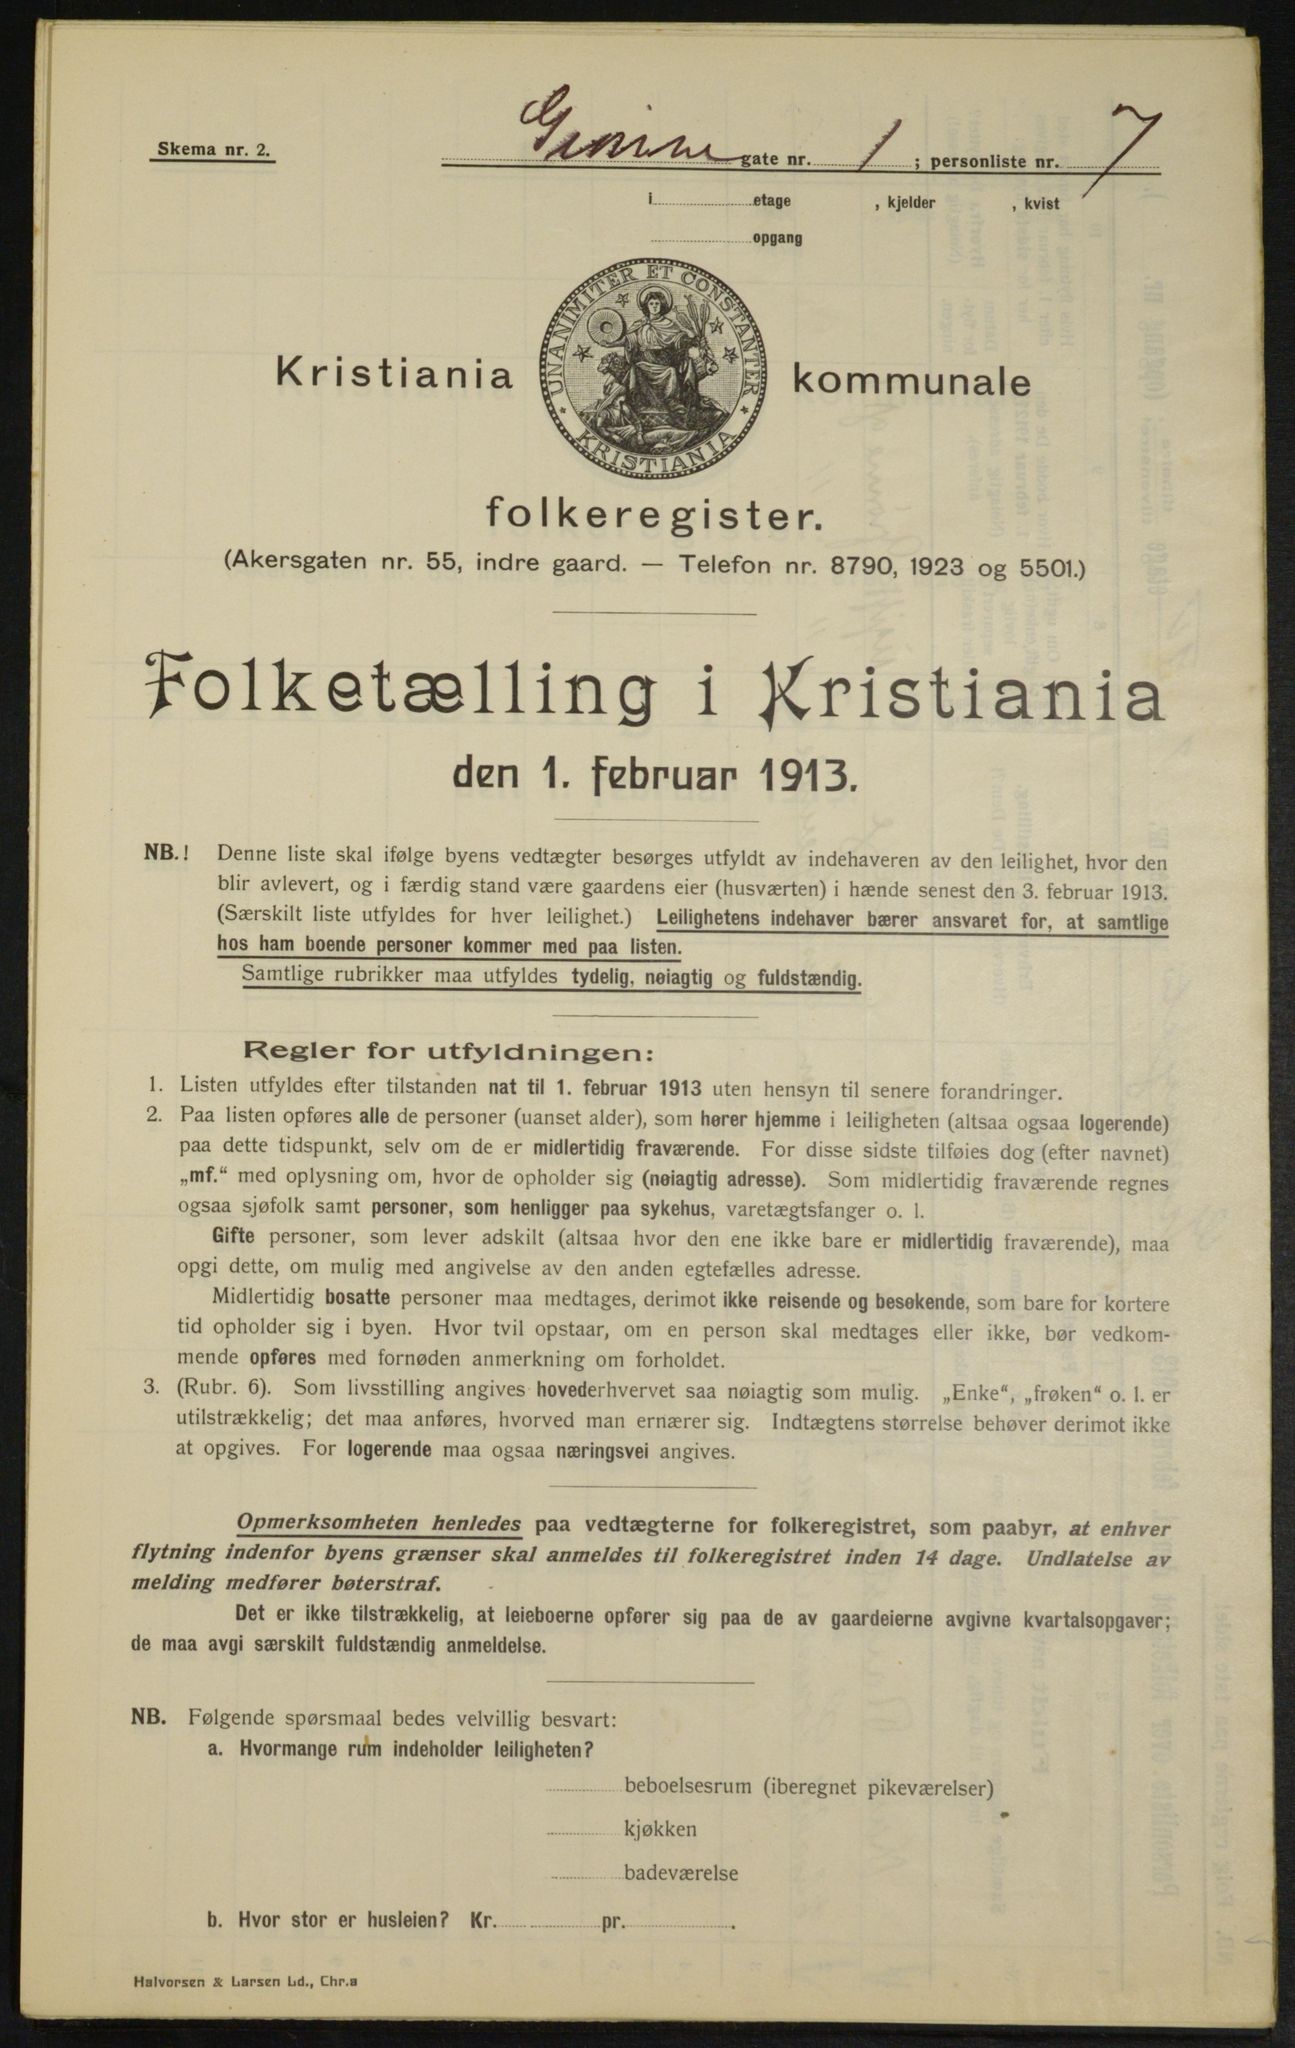 Skema nr. 2.
Grønne gate nr. 1; personliste nr. 7
i etage , kjelder , kvist
opgang
UNANIMITER ET CONSTANTER
KRISTIANIA
Kristiania kommunale
folkeregister.
(Akersgaten nr. 55, indre gaard. — Telefon nr. 8790, 1923 og 5501.)
Folketælling i Kristiania
den 1. februar 1913.
NB.! Denne liste skal ifølge byens vedtægter besørges utfyldt av indehaveren av den leilighet, hvor den
blir avlevert, og i færdig stand være gaardens eier (husværten) i hænde senest den 3. februar 1913.
(Særskilt liste utfyldes for hver leilighet.) Leilighetens indehaver bærer ansvaret for, at samtlige
hos ham boende personer kommer med paa listen.
Samtlige rubrikker maa utfyldes tydelig, nøiagtig og fuldstændig.
Regler for utfyldningen:
1. Listen utfyldes efter tilstanden nat til 1. februar 1913 uten hensyn til senere forandringer.
2. Paa listen opføres alle de personer (uanset alder), som hører hjemme i leiligheten (altsaa ogsaa logerende)
paa dette tidspunkt, selv om de er midlertidig fraværende. For disse sidste tilføies dog (efter navnet)
„mf.“ med oplysning om, hvor de opholder sig (nøiagtig adresse). Som midlertidig fraværende regnes
ogsaa sjøfolk samt personer, som henligger paa sykehus, varetægtsfanger o. l.
Gifte personer, som lever adskilt (altsaa hvor den ene ikke bare er midlertidig fraværende), maa
opgi dette, om mulig med angivelse av den anden egtefælles adresse.
Midlertidig bosatte personer maa medtages, derimot ikke reisende og besøkende, som bare for kortere
tid opholder sig i byen. Hvor tvil opstaar, om en person skal medtages eller ikke, bør vedkom-
mende opføres med fornøden anmerkning om forholdet.
3. (Rubr. 6). Som livsstilling angives hovederhvervet saa nøiagtig som mulig. „Enke“, „frøken“ o. l. er
utilstrækkelig; det maa anføres, hvorved man ernærer sig. Indtægtens størrelse behøver derimot ikke
at opgives. For logerende maa ogsaa næringsvei angives.
Opmerksomheten henledes paa vedtægterne for folkeregistret, som paabyr, at enhver
flytning indenfor byens grænser skal anmeldes til folkeregistret inden 14 dage. Undlatelse av
melding medfører bøterstraf.
Det er ikke tilstrækkelig, at leieboerne opfører sig paa de av gaardeierne avgivne kvartalsopgaver;
de maa avgi særskilt fuldstændig anmeldelse.
NB. Følgende spørsmaal bedes velvillig besvart:
a. Hvormange rum indeholder leiligheten?
beboelsesrum (iberegnet pikeværelser)
kjøkken
badeværelse
b. Hvor stor er husleien? Kr. pr.
Halvorsen & Larsen Ld., Chr.a